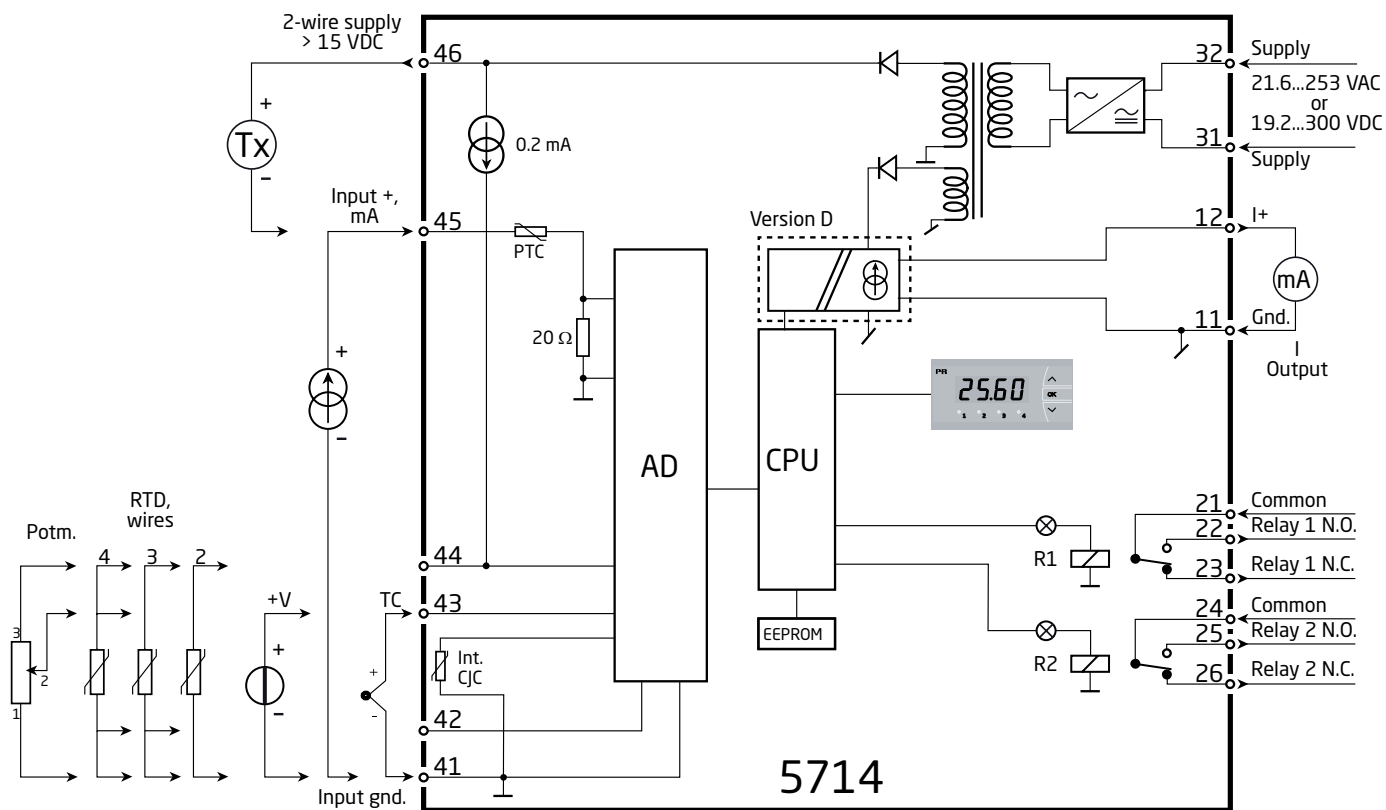 2-wire supply
> 15 VDC
46
32
Supply
21.6...253 VAC
or
19.2...300 VDC
31
Supply
+
Tx
−
0.2 mA
Input +,
mA
45
PTC
Version D
12
I+
mA
11
Gnd.
I
Output
20 Ω
+
−
PR
25.60
OK
1 2 3 4
AD
CPU
RTD,
wires
Potm.
4 3 2
44
21
Common
22
Relay 1 N.O.
R1
23
Relay 1 N.C.
+V
TC
43
24
Common
25
Relay 2 N.O.
EEPROM
R2
26
Relay 2 N.C.
3
2
1
+
−
+
-
Int.
CJC
42
41
Input gnd.
5714